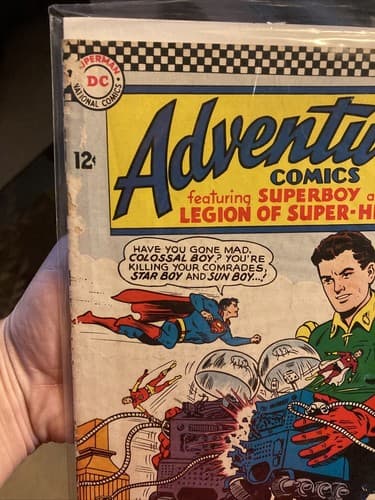 SUPERMAN
DC
NATIONAL COMICS
12¢
Adventu
COMICS
featuring SUPERBOY a
LEGION OF SUPER-H
HAVE YOU GONE MAD,
COLOSSAL BOY? YOU'RE
KILLING YOUR COMRADES,
STAR BOY AND SUN BOY...!